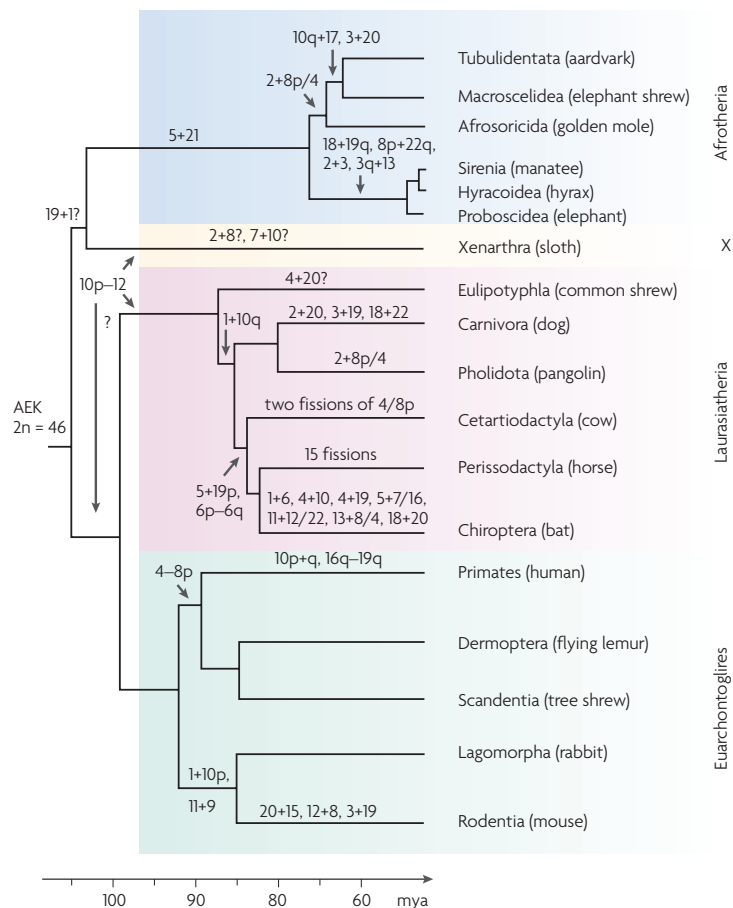 10q+17, 3+20
Tubulidentata (aardvark)
2+8p/4
Macroscelidea (elephant shrew)
Afrosoricida (golden mole)
5+21
18+19q, 8p+22q,
2+3, 3q+13
Sirenia (manatee)
Hyracoidea (hyrax)
Proboscidea (elephant)
Afrotheria
19+1?
2+8?, 7+10?
Xenarthra (sloth)
X
10p–12
?
4+20?
Eulipotyphla (common shrew)
1+10q
2+20, 3+19, 18+22
Carnivora (dog)
2+8p/4
Pholidota (pangolin)
AEK
2n = 46
two fissions of 4/8p
Cetartiodactyla (cow)
15 fissions
Perissodactyla (horse)
5+19p,
6p–6q
1+6, 4+10, 4+19, 5+7/16,
11+12/22, 13+8/4, 18+20
Chiroptera (bat)
Laurasiatheria
4–8p
10p+q, 16q–19q
Primates (human)
Dermoptera (flying lemur)
Scandentia (tree shrew)
Lagomorpha (rabbit)
1+10p,
11+9
20+15, 12+8, 3+19
Rodentia (mouse)
Euarchontoglires
100 90 80 70 60 mya